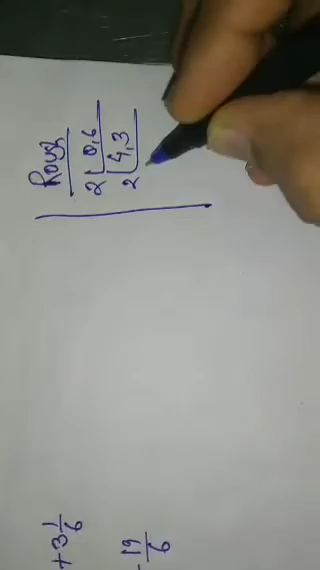 Rough
2 | 8, 6
2 | 4, 3
+ 3 1/6
19/6